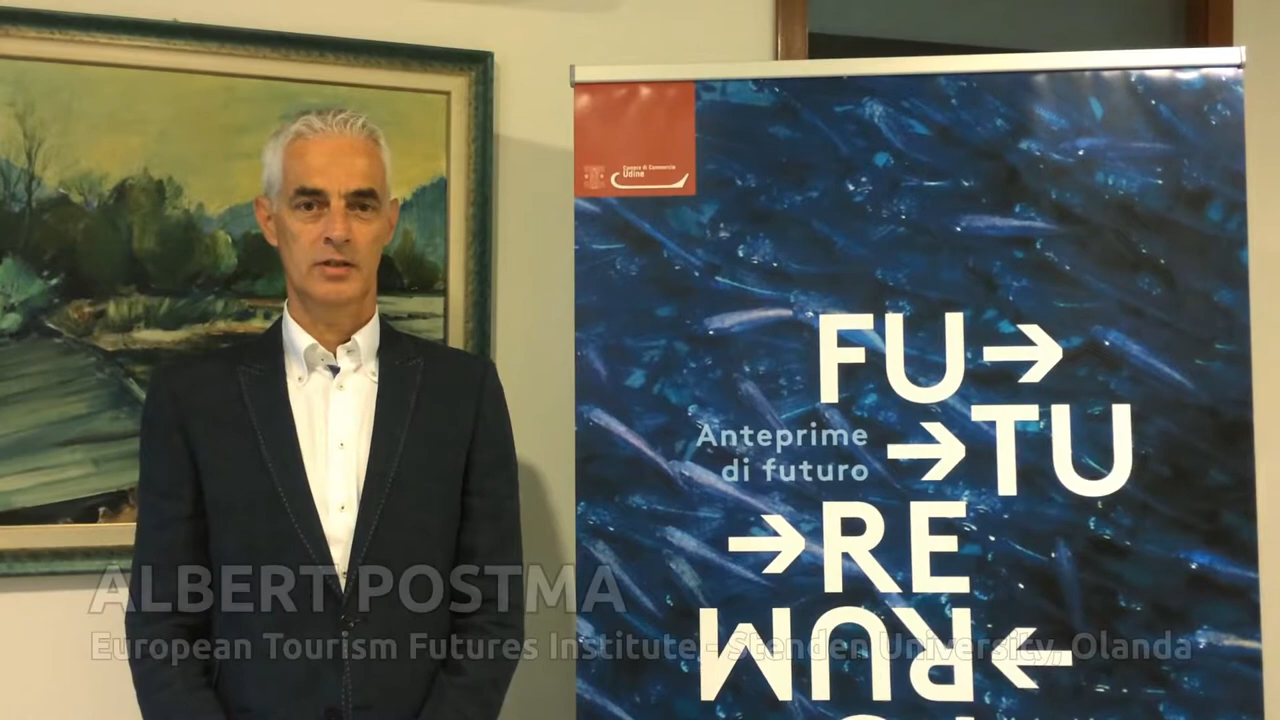 Camera di Commercio
Udine
FU→
Anteprime
di futuro
→TU
→RE
←RUM
ALBERT POSTMA
European Tourism Futures Institute - Stenden University, Olanda